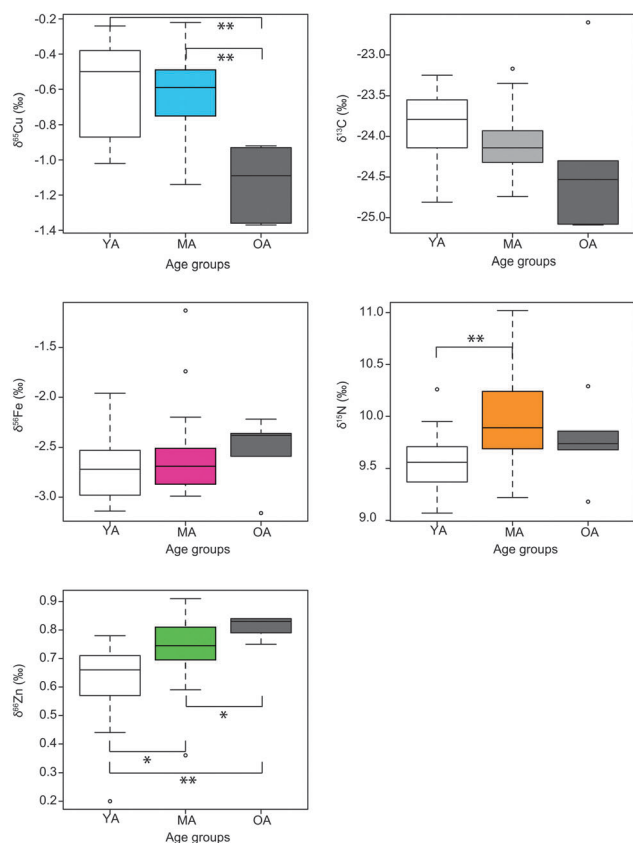 δ⁶⁵Cu (‰)
-0.2
-0.4
-0.6
-0.8
-1.0
-1.2
-1.4
**
**
YA MA OA
Age groups
δ¹³C (‰)
-23.0
-23.5
-24.0
-24.5
-25.0
YA MA OA
Age groups
δ⁵⁶Fe (‰)
-1.5
-2.0
-2.5
-3.0
YA MA OA
Age groups
δ¹⁵N (‰)
11.0
10.5
10.0
9.5
9.0
**
YA MA OA
Age groups
δ⁶⁶Zn (‰)
0.9
0.8
0.7
0.6
0.5
0.4
0.3
0.2
*
*
**
YA MA OA
Age groups